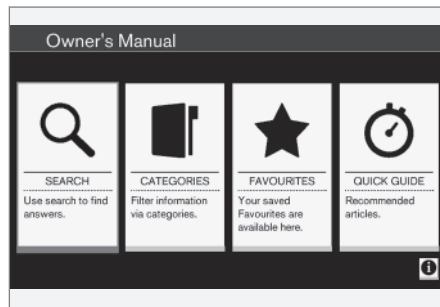 Owner's Manual
SEARCH
Use search to find
answers.
CATEGORIES
Filter information
via categories.
FAVOURITES
Your saved
Favourites are
available here.
QUICK GUIDE
Recommended
articles.